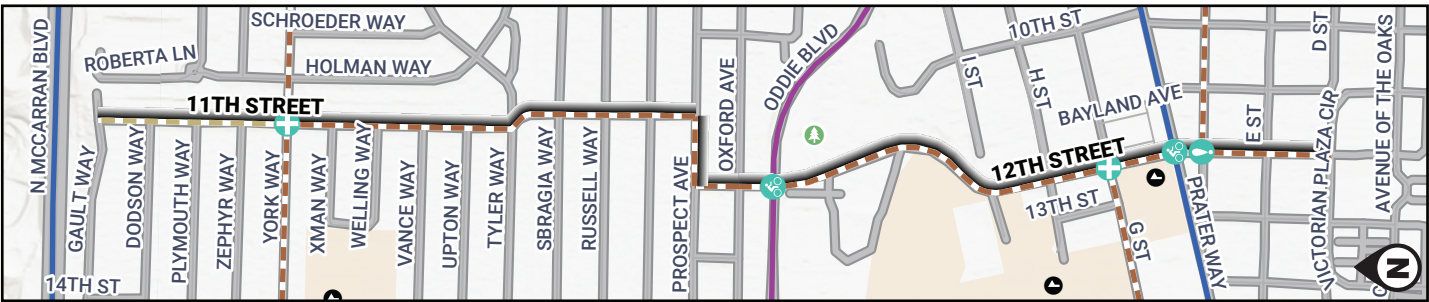 N MCCARRAN BLVD
SCHROEDER WAY
ROBERTA LN
HOLMAN WAY
11TH STREET
GAULT WAY
DODSON WAY
PLYMOUTH WAY
ZEPHYR WAY
YORK WAY
XMAN WAY
WELLING WAY
VANCE WAY
UPTON WAY
TYLER WAY
SBRAGIA WAY
RUSSELL WAY
PROSPECT AVE
OXFORD AVE
ODDIE BLVD
14TH ST
I ST
10TH ST
H ST
BAYLAND AVE
12TH STREET
13TH ST
G ST
PRATER WAY
E ST
D ST
VICTORIAN PLAZA CIR
AVENUE OF THE OAKS
C
N